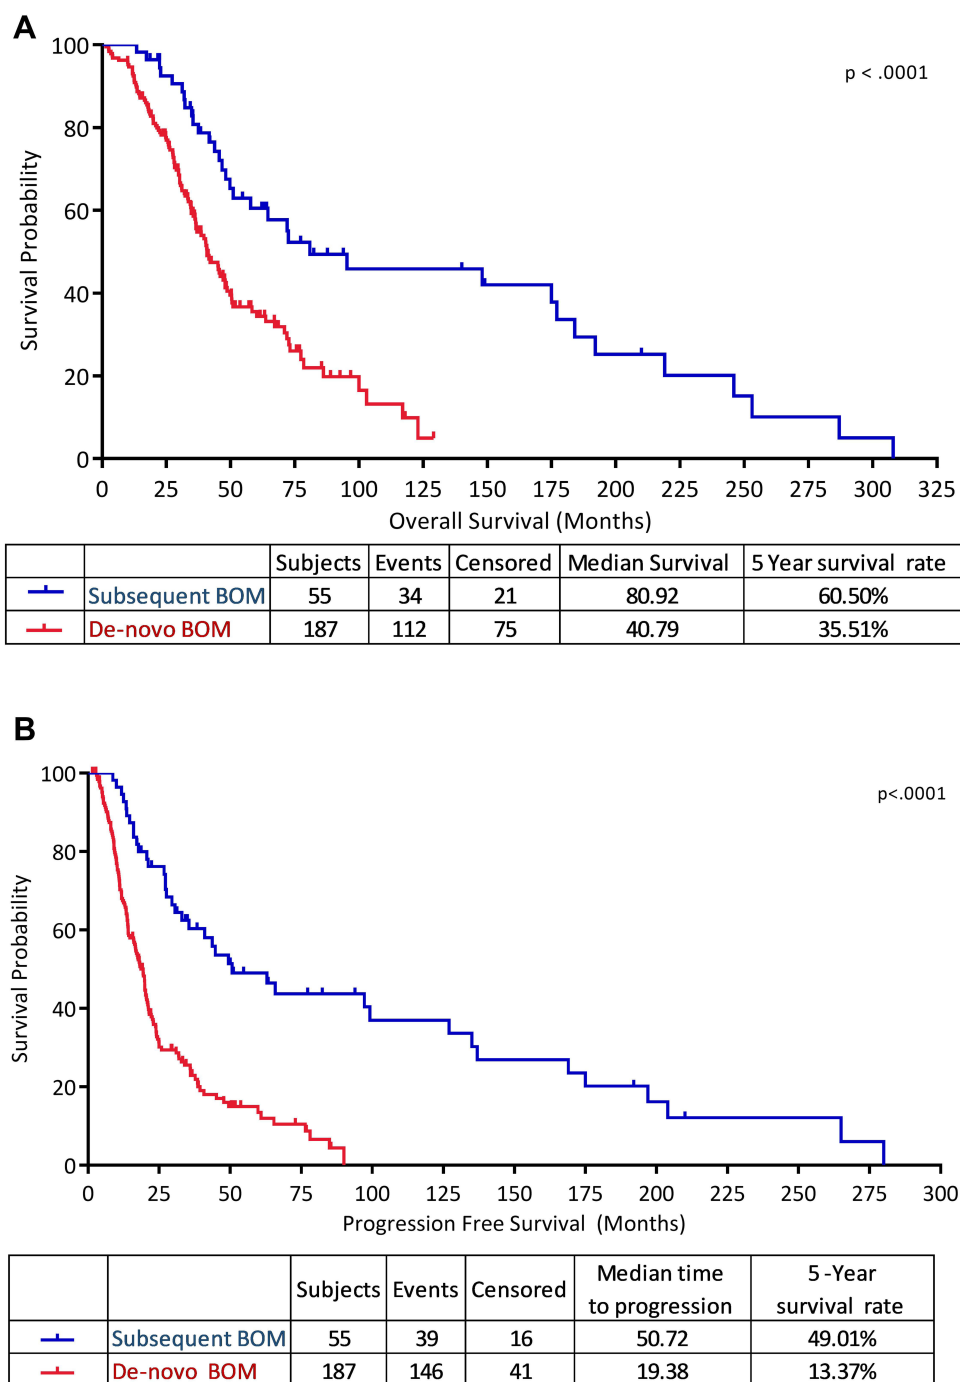 A
100
80
60
40
20
0
Survival Probability
p < .0001
0 25 50 75 100 125 150 175 200 225 250 275 300 325
Overall Survival (Months)
Subjects Events Censored Median Survival 5 Year survival rate
Subsequent BOM 55 34 21 80.92 60.50%
De-novo BOM 187 112 75 40.79 35.51%
B
100
80
60
40
20
0
Survival Probability
p<.0001
0 25 50 75 100 125 150 175 200 225 250 275 300
Progression Free Survival (Months)
Subjects Events Censored Median time to progression 5 -Year survival rate
Subsequent BOM 55 39 16 50.72 49.01%
De-novo BOM 187 146 41 19.38 13.37%